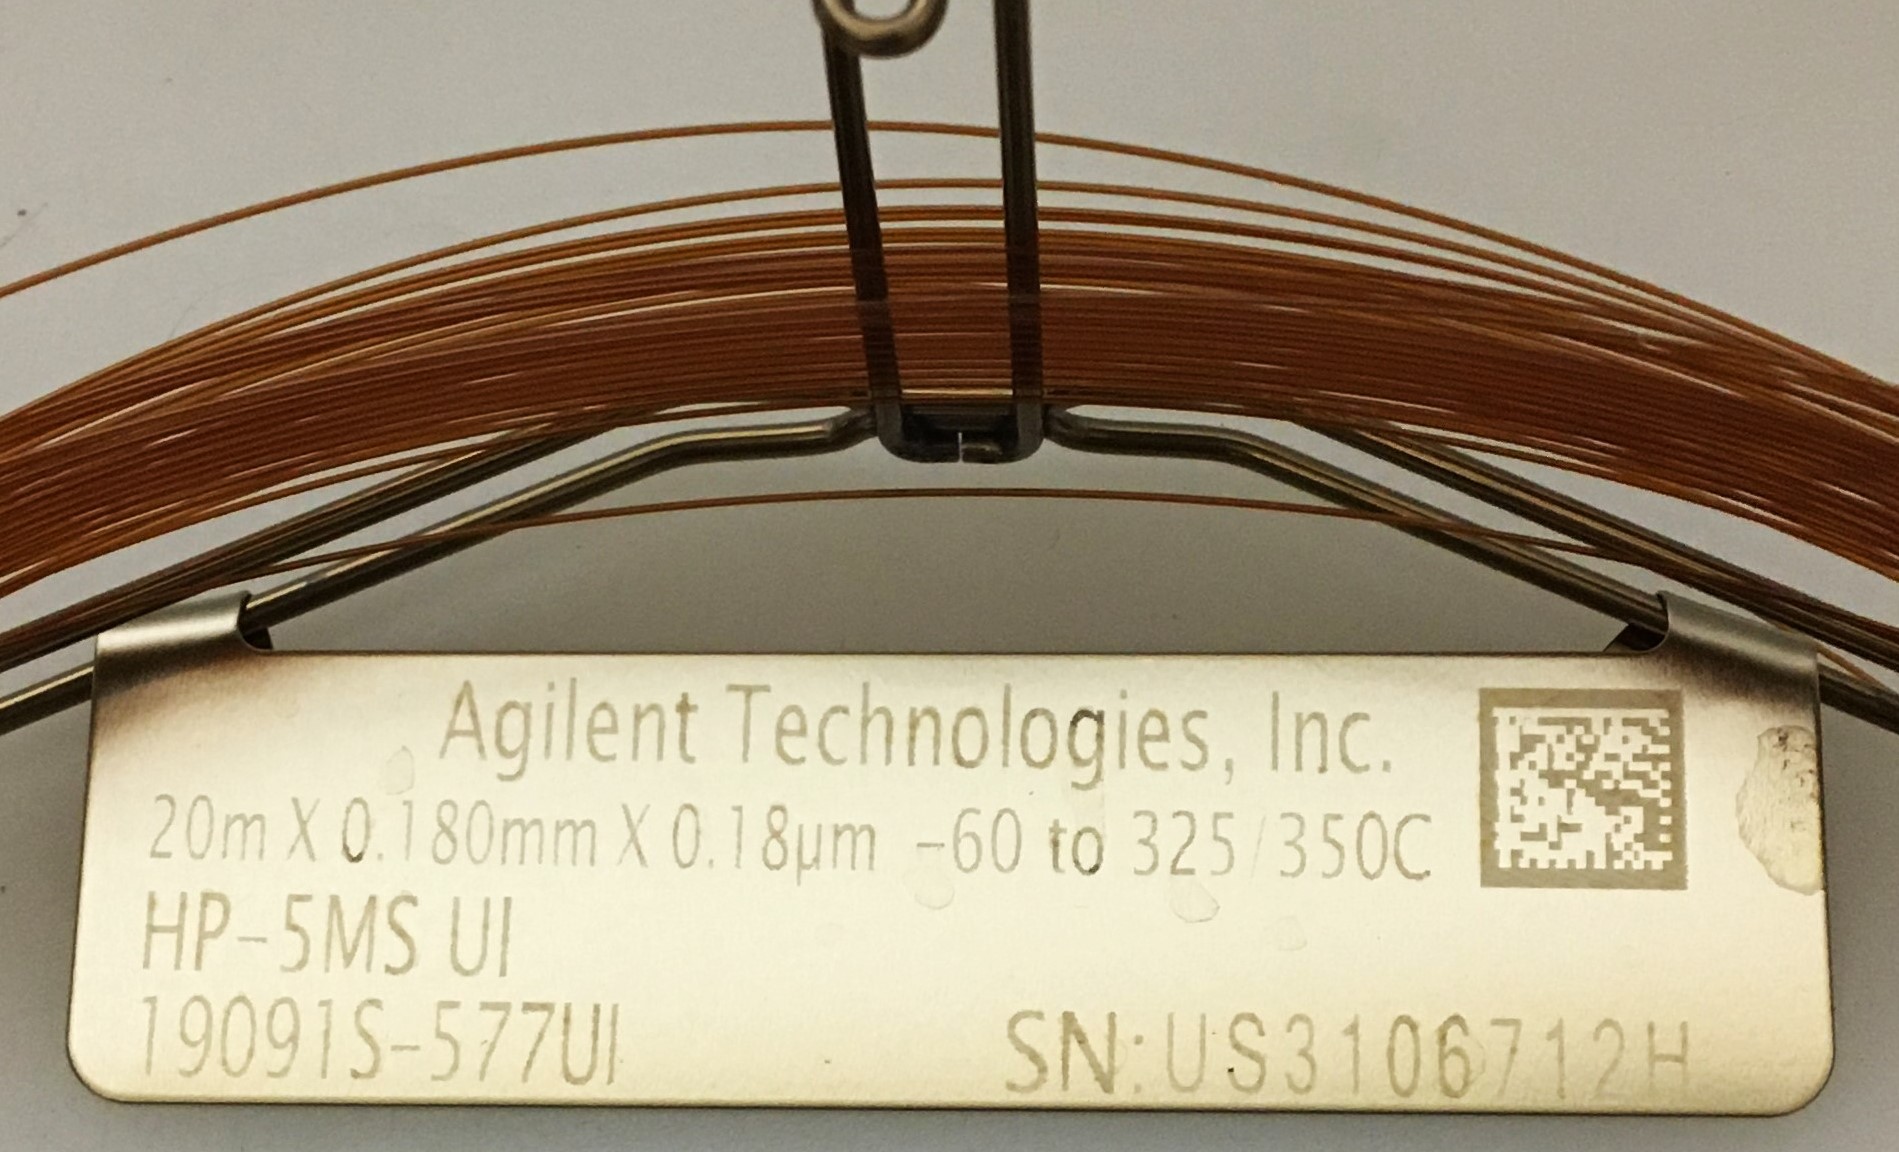 Agilent Technologies, Inc.
20m X 0.180mm X 0.18µm -60 to 325/350C
HP-5MS UI
19091S-577UI
SN:US3106712H